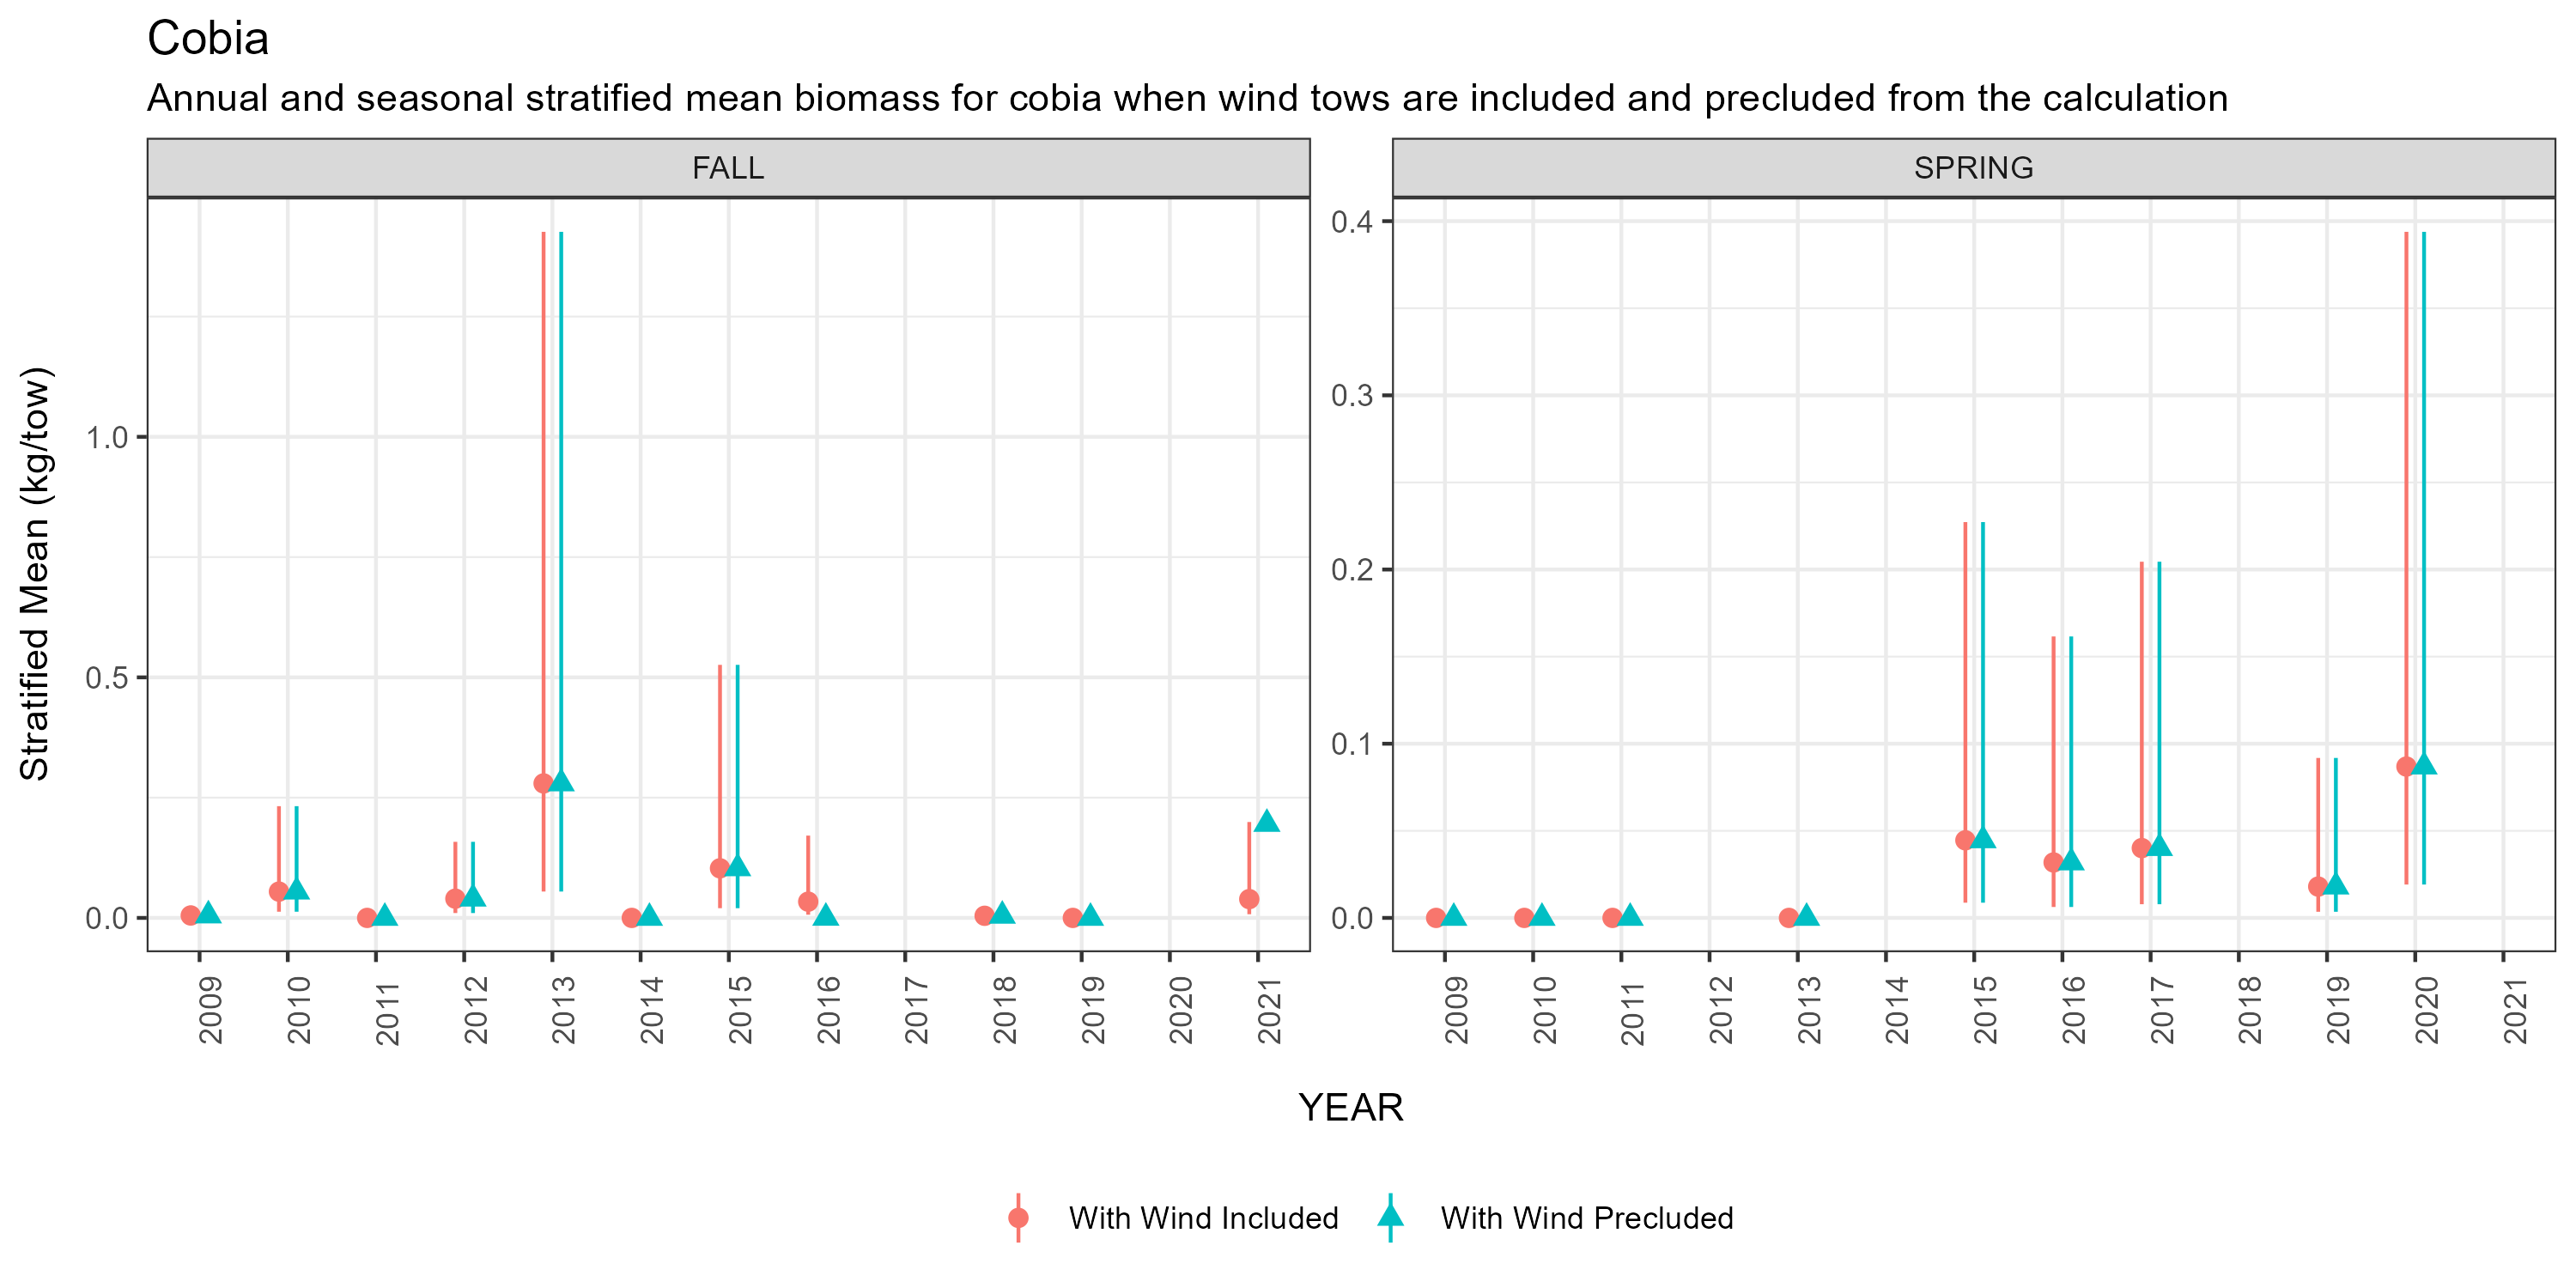 Cobia
Annual and seasonal stratified mean biomass for cobia when wind tows are included and precluded from the calculation
FALL
SPRING
Stratified Mean (kg/tow)
1.0
0.5
0.0
0.4
0.3
0.2
0.1
0.0
2009 2010 2011 2012 2013 2014 2015 2016 2017 2018 2019 2020 2021
2009 2010 2011 2012 2013 2014 2015 2016 2017 2018 2019 2020 2021
YEAR
With Wind Included
With Wind Precluded